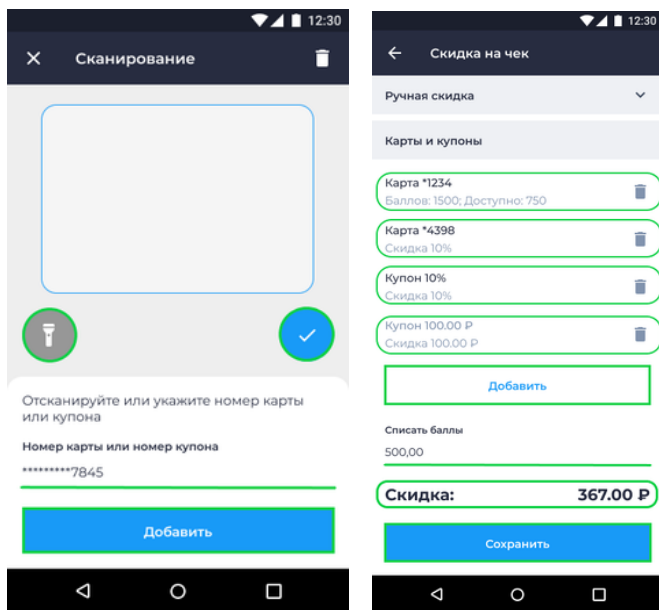 12:30
Сканирование
Отсканируйте или укажите номер карты
или купона
Номер карты или номер купона
*********7845
Добавить
12:30
Скидка на чек
Ручная скидка
Карты и купоны
Карта *1234
Баллов: 1500; Доступно: 750
Карта *4398
Скидка 10%
Купон 10%
Скидка 10%
Купон 100.00 ₽
Скидка 100.00 ₽
Добавить
Списать баллы
500,00
Скидка: 367.00 ₽
Сохранить